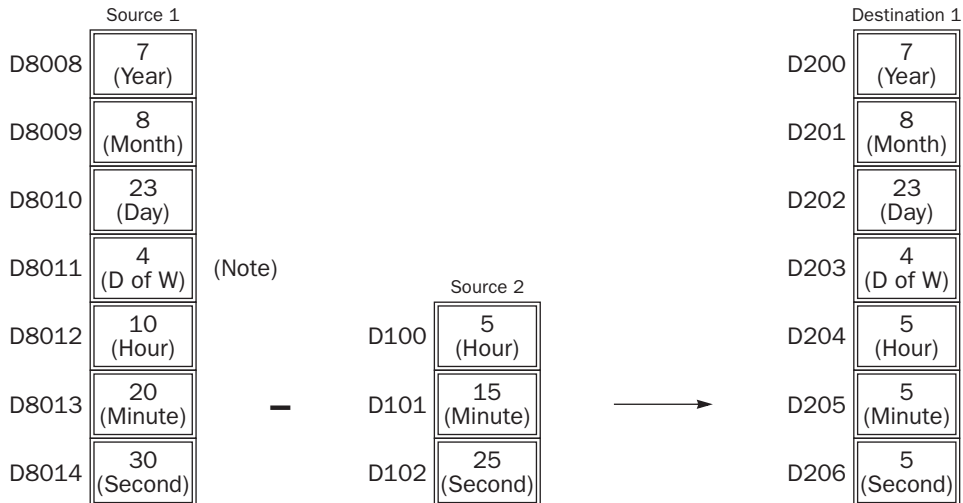 Source 1
Destination 1
D8008 7 (Year)
D200 7 (Year)
D8009 8 (Month)
D201 8 (Month)
D8010 23 (Day)
D202 23 (Day)
D8011 4 (D of W) (Note)
D203 4 (D of W)
Source 2
D8012 10 (Hour)
D100 5 (Hour)
D204 5 (Hour)
D8013 20 (Minute)
–
D101 15 (Minute)
D205 5 (Minute)
D8014 30 (Second)
D102 25 (Second)
D206 5 (Second)